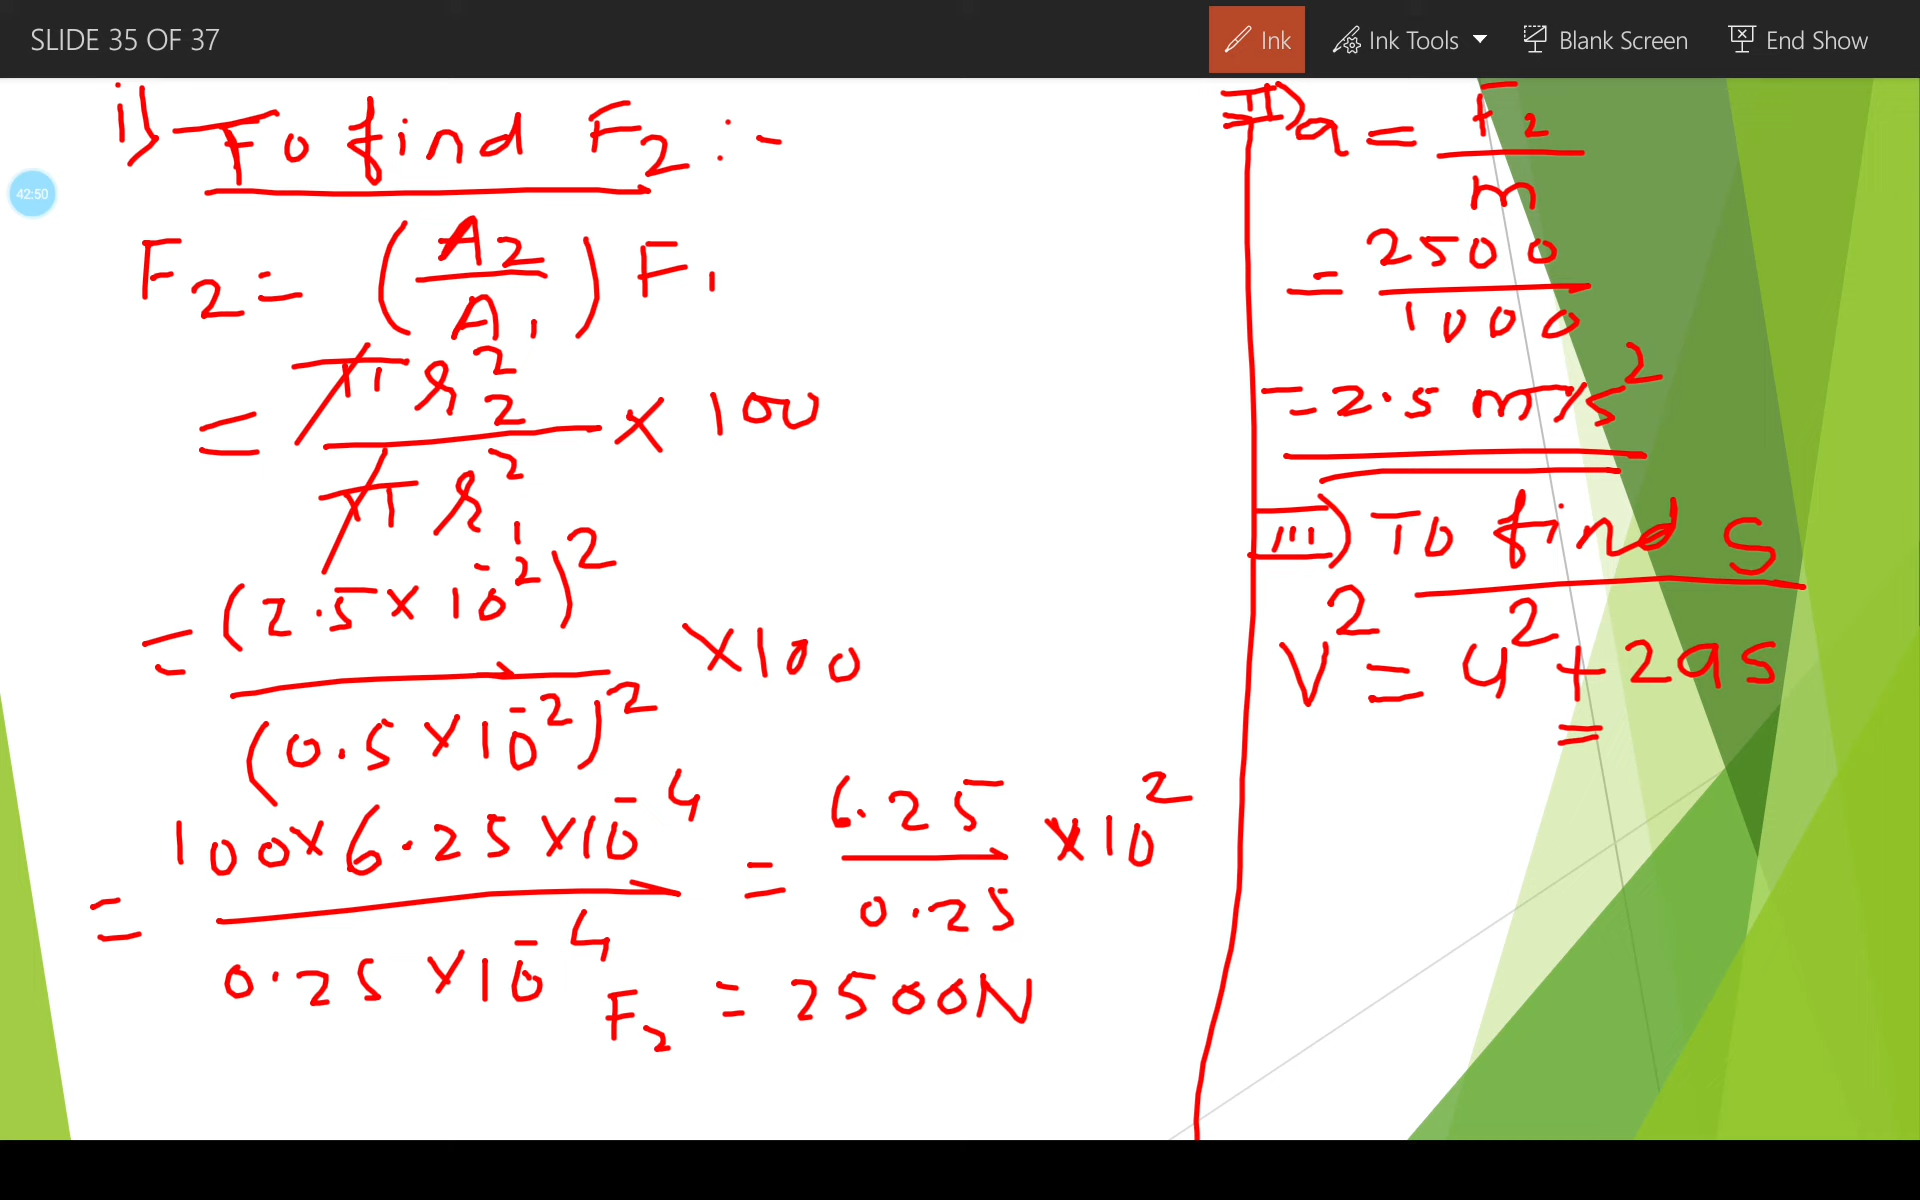 SLIDE 35 OF 37
Ink
Ink Tools
Blank Screen
End Show
42:50
i) To find F₂ :-
F₂ = (A₂/A₁) F₁
= πr₂²/πr₁² × 100
= (2.5×10⁻²)²/(0.5×10⁻²)² ×100
= 100×6.25×10⁻⁴/0.25×10⁻⁴ = 6.25/0.25 ×10²
F₂ = 2500N
II) a = F₂/m
= 2500/1000
= 2.5 m/s²
III) To find S
V² = u² + 2as
=